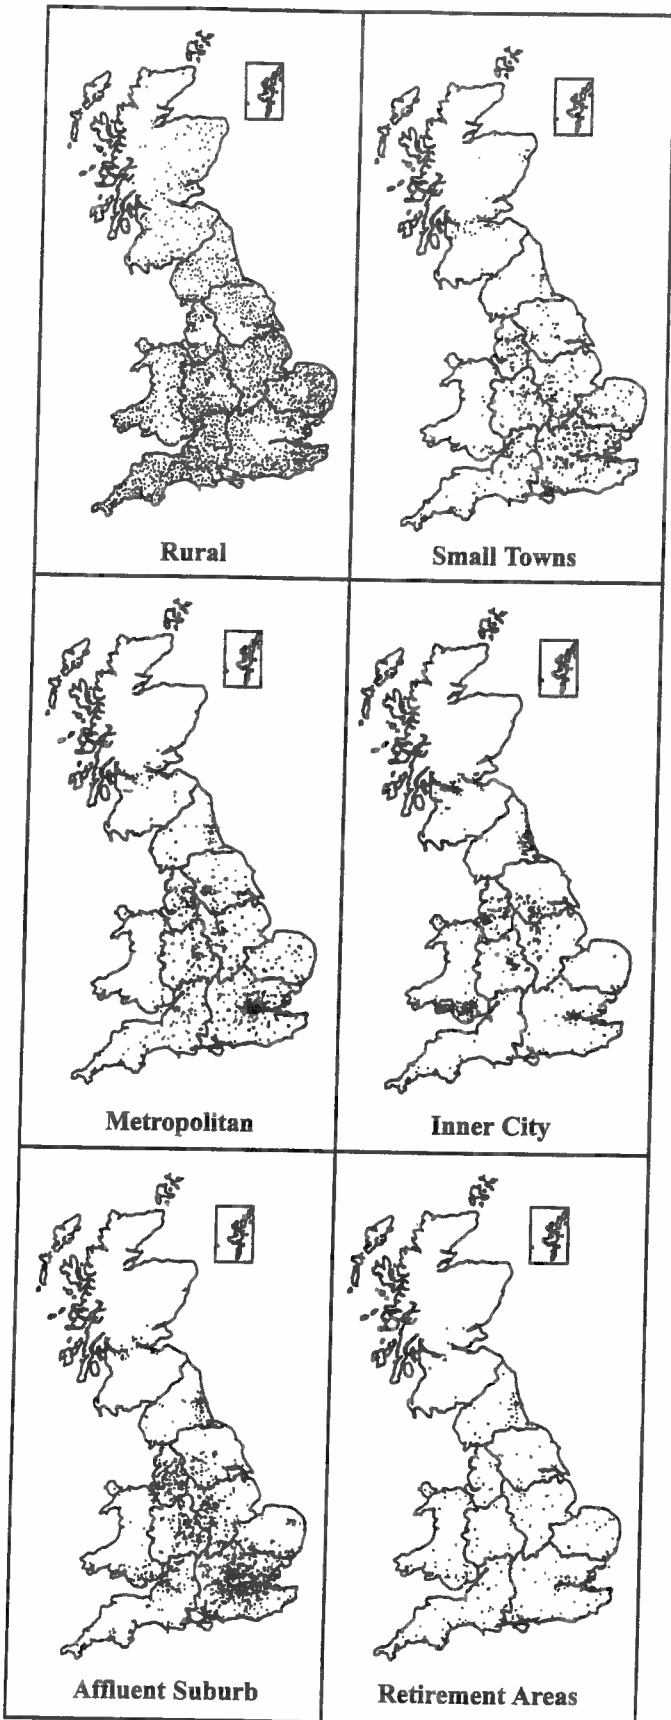 Rural
Small Towns
Metropolitan
Inner City
Affluent Suburb
Retirement Areas